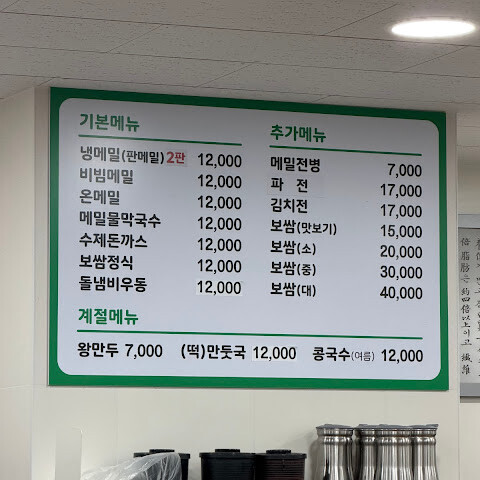 기본메뉴
냉메밀(판메밀) 2판 12,000
비빔메밀 12,000
온메밀 12,000
메밀물막국수 12,000
수제돈까스 12,000
보쌈정식 12,000
돌냄비우동 12,000
추가메뉴
메밀전병 7,000
파 전 17,000
김치전 17,000
보쌈(맛보기) 15,000
보쌈(소) 20,000
보쌈(중) 30,000
보쌈(대) 40,000
계절메뉴
왕만두 7,000 (떡)만둣국 12,000 콩국수(여름) 12,000